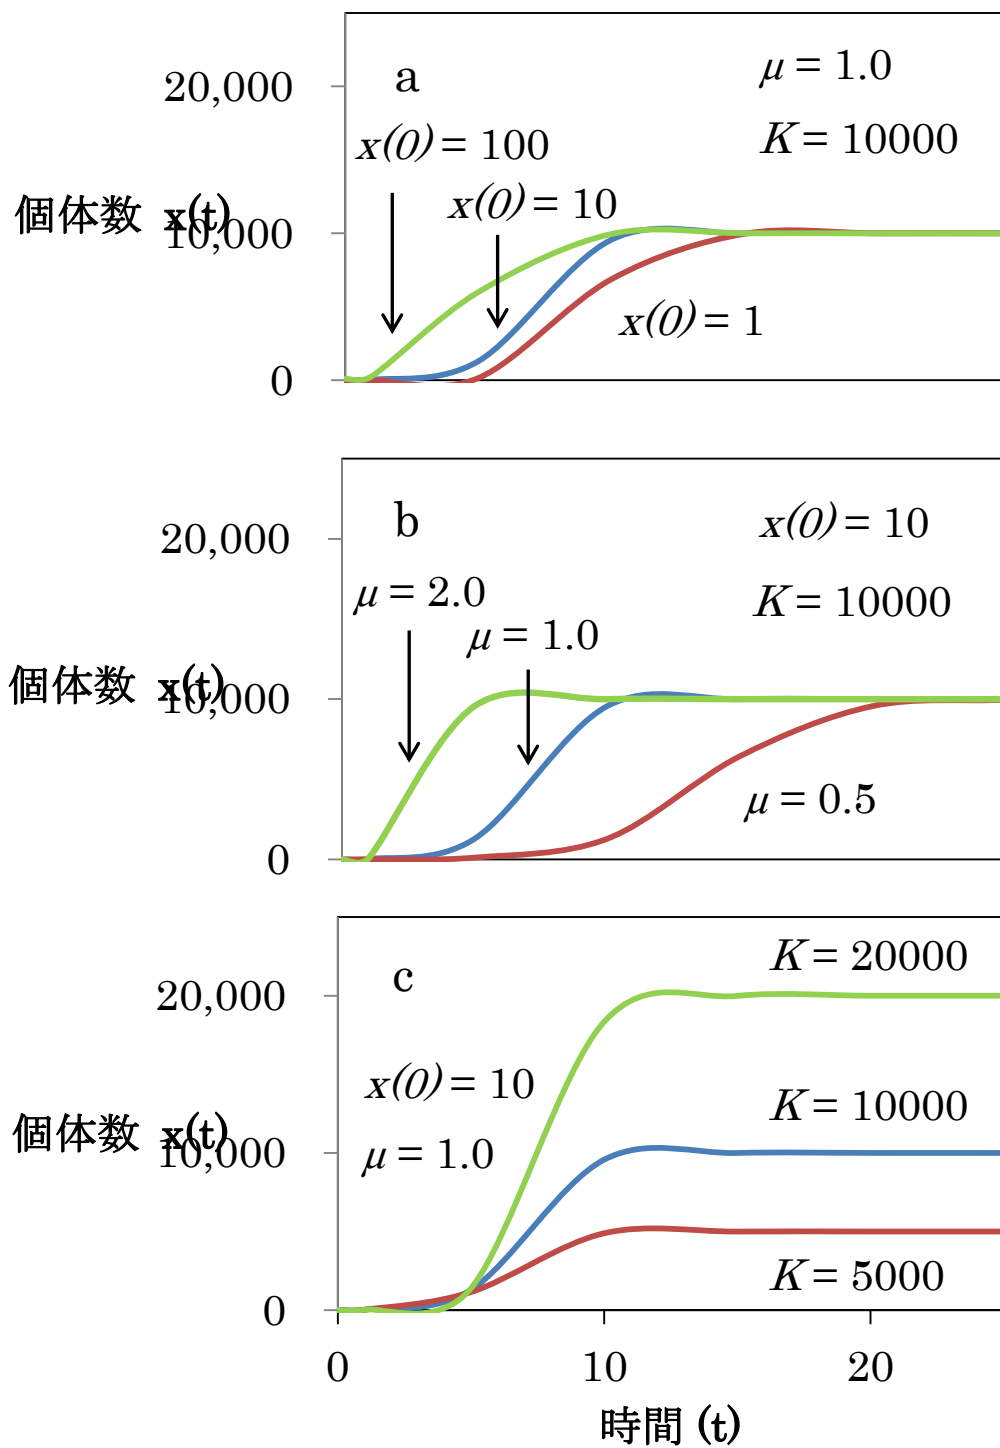 a
μ = 1.0
20,000
x(0) = 100
K = 10000
x(0) = 10
個体数 x(t)
10,000
x(0) = 1
0
b
x(0) = 10
20,000
μ = 2.0
K = 10000
μ = 1.0
個体数 x(t)
10,000
μ = 0.5
0
K = 20000
c
20,000
x(0) = 10
K = 10000
個体数 x(t)
10,000
μ = 1.0
K = 5000
0
0 10 20
時間 (t)